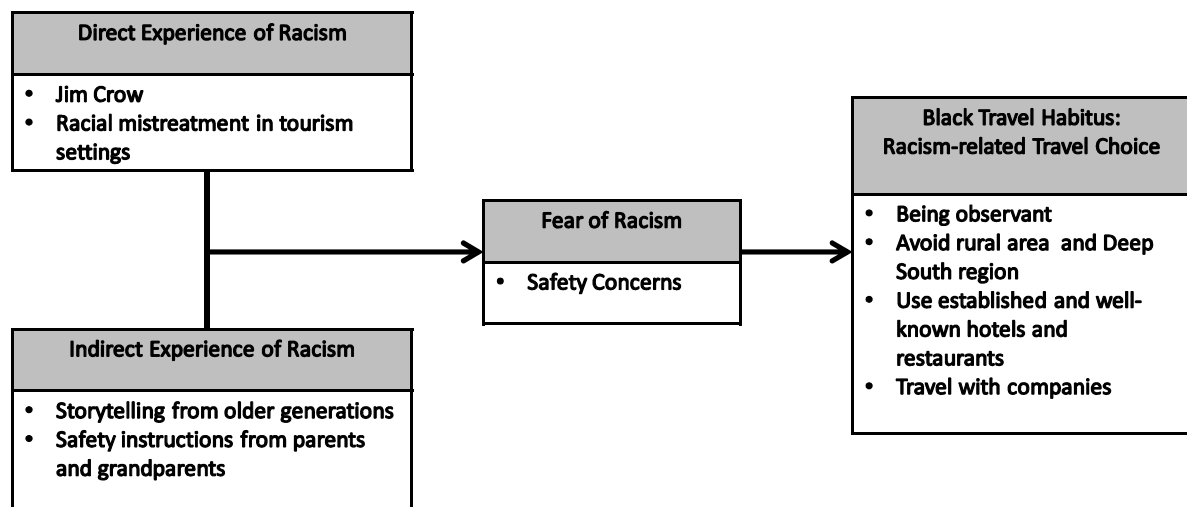 Direct Experience of Racism
• Jim Crow
• Racial mistreatment in tourism
settings
Indirect Experience of Racism
• Storytelling from older generations
• Safety instructions from parents
and grandparents
Fear of Racism
• Safety Concerns
Black Travel Habitus:
Racism-related Travel Choice
• Being observant
• Avoid rural area and Deep
South region
• Use established and well-
known hotels and
restaurants
• Travel with companies